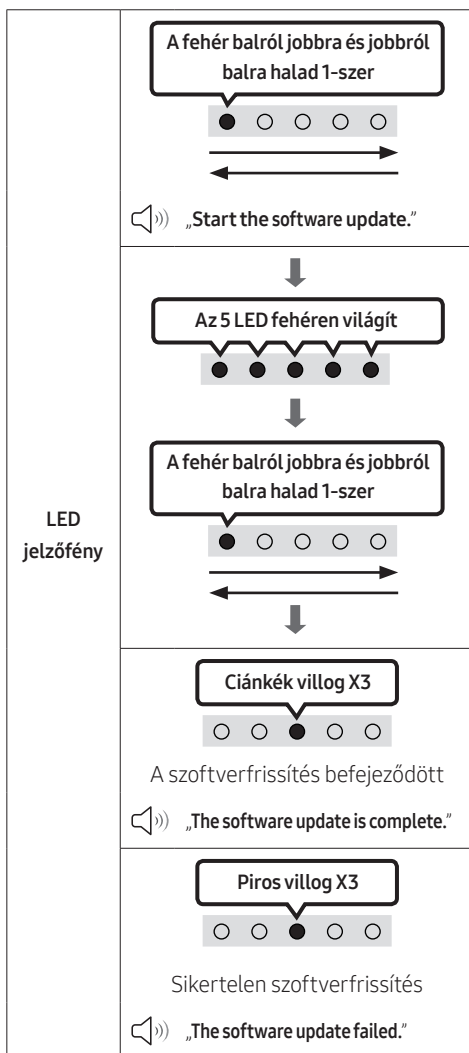 A fehér balról jobbra és jobbról
balra halad 1-szer
„Start the software update.”
Az 5 LED fehéren világít
A fehér balról jobbra és jobbról
balra halad 1-szer
LED
jelzőfény
Ciánkék villog X3
A szoftverfrissítés befejeződött
„The software update is complete.”
Piros villog X3
Sikertelen szoftverfrissítés
„The software update failed.”